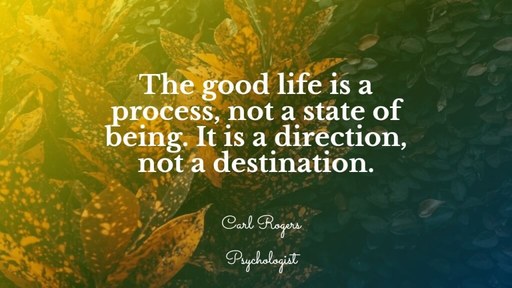 The good life is a
process, not a state of
being. It is a direction,
not a destination.
Carl Rogers
Psychologist